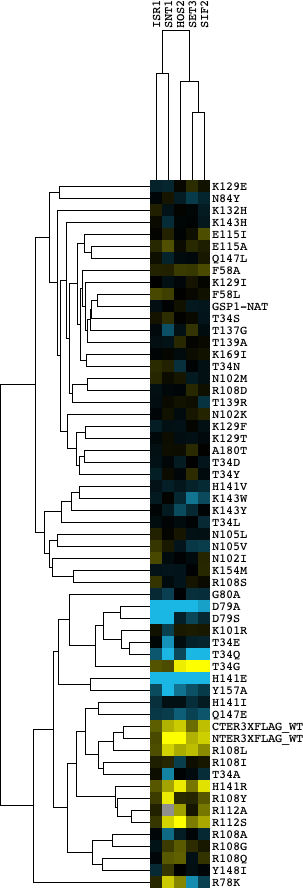 ISR1
SNT1
HOS2
SET3
SIF2
K129E
N84Y
K132H
K143H
E115I
E115A
Q147L
F58A
K129I
F58L
GSP1-NAT
T34S
T137G
T139A
K169I
T34N
N102M
R108D
T139R
N102K
K129F
K129T
A180T
T34D
T34Y
H141V
K143W
K143Y
T34L
N105L
N105V
N102I
K154M
R108S
G80A
D79A
D79S
K101R
T34E
T34Q
T34G
H141E
Y157A
H141I
Q147E
CTER3XFLAG_WT
NTER3XFLAG_WT
R108L
R108I
T34A
H141R
R108Y
R112A
R112S
R108A
R108G
R108Q
Y148I
R78K